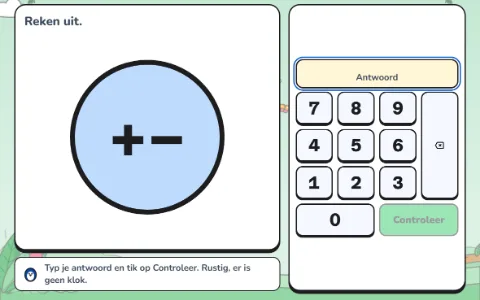 Reken uit.
+−
Typ je antwoord en tik op Controleer. Rustig, er is
geen klok.
Antwoord
7 8 9
4 5 6
1 2 3
0 Controleer